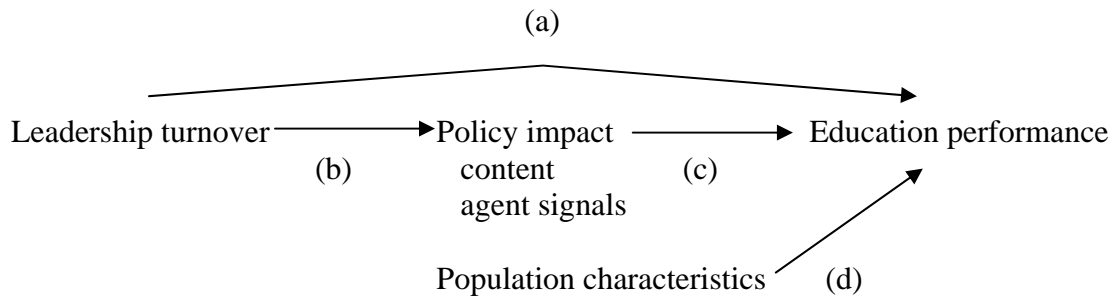 (a)
Leadership turnover Policy impact Education performance
(b) content (c)
agent signals
Population characteristics (d)